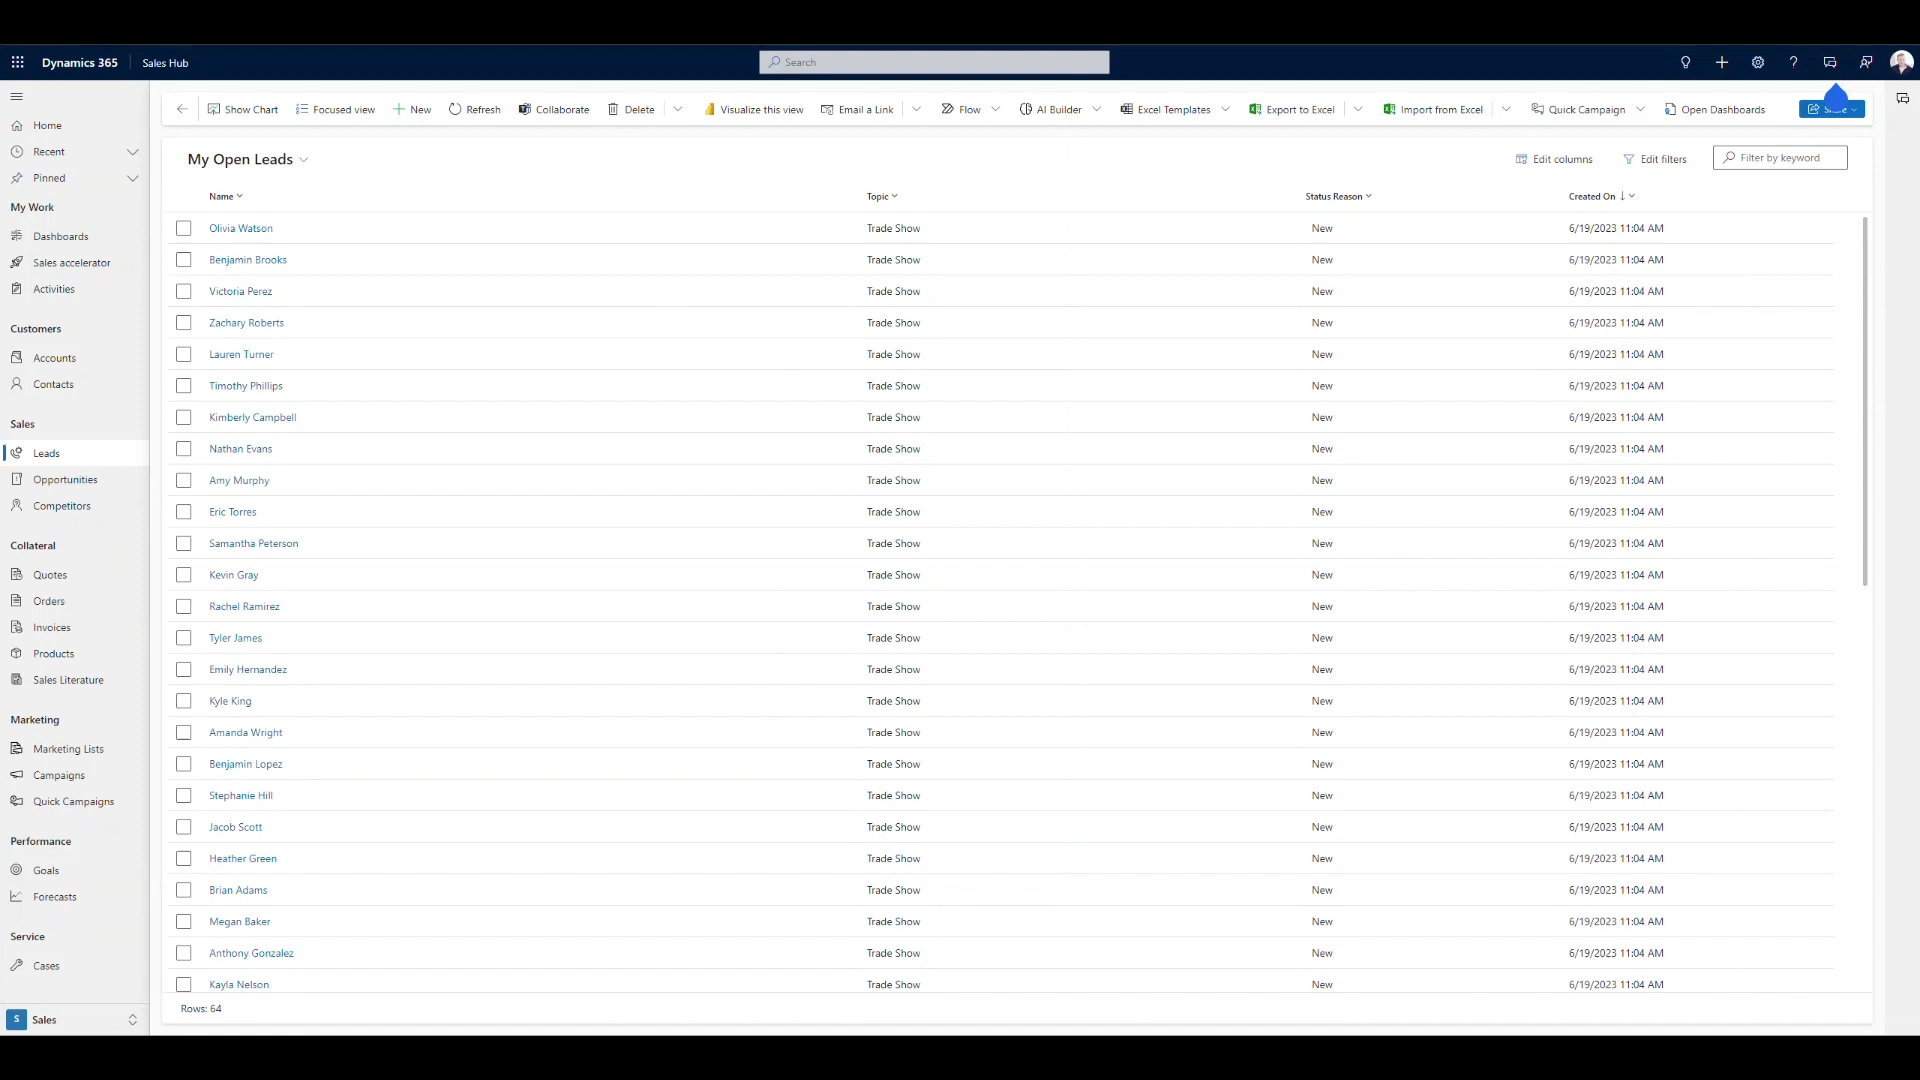 Dynamics 365 Sales Hub Search
Show Chart Focused view New Refresh Collaborate Delete Visualize this view Email a Link Flow AI Builder Excel Templates Export to Excel Import from Excel Quick Campaign Open Dashboards
Home
Recent
Pinned
My Work
Dashboards
Sales accelerator
Activities
Customers
Accounts
Contacts
Sales
Leads
Opportunities
Competitors
Collateral
Quotes
Orders
Invoices
Products
Sales Literature
Marketing
Marketing Lists
Campaigns
Quick Campaigns
Performance
Goals
Forecasts
Service
Cases
S Sales
My Open Leads Edit columns Edit filters Filter by keyword
Name Topic Status Reason Created On
Olivia Watson Trade Show New 6/19/2023 11:04 AM
Benjamin Brooks Trade Show New 6/19/2023 11:04 AM
Victoria Perez Trade Show New 6/19/2023 11:04 AM
Zachary Roberts Trade Show New 6/19/2023 11:04 AM
Lauren Turner Trade Show New 6/19/2023 11:04 AM
Timothy Phillips Trade Show New 6/19/2023 11:04 AM
Kimberly Campbell Trade Show New 6/19/2023 11:04 AM
Nathan Evans Trade Show New 6/19/2023 11:04 AM
Amy Murphy Trade Show New 6/19/2023 11:04 AM
Eric Torres Trade Show New 6/19/2023 11:04 AM
Samantha Peterson Trade Show New 6/19/2023 11:04 AM
Kevin Gray Trade Show New 6/19/2023 11:04 AM
Rachel Ramirez Trade Show New 6/19/2023 11:04 AM
Tyler James Trade Show New 6/19/2023 11:04 AM
Emily Hernandez Trade Show New 6/19/2023 11:04 AM
Kyle King Trade Show New 6/19/2023 11:04 AM
Amanda Wright Trade Show New 6/19/2023 11:04 AM
Benjamin Lopez Trade Show New 6/19/2023 11:04 AM
Stephanie Hill Trade Show New 6/19/2023 11:04 AM
Jacob Scott Trade Show New 6/19/2023 11:04 AM
Heather Green Trade Show New 6/19/2023 11:04 AM
Brian Adams Trade Show New 6/19/2023 11:04 AM
Megan Baker Trade Show New 6/19/2023 11:04 AM
Anthony Gonzalez Trade Show New 6/19/2023 11:04 AM
Kayla Nelson Trade Show New 6/19/2023 11:04 AM
Rows: 64